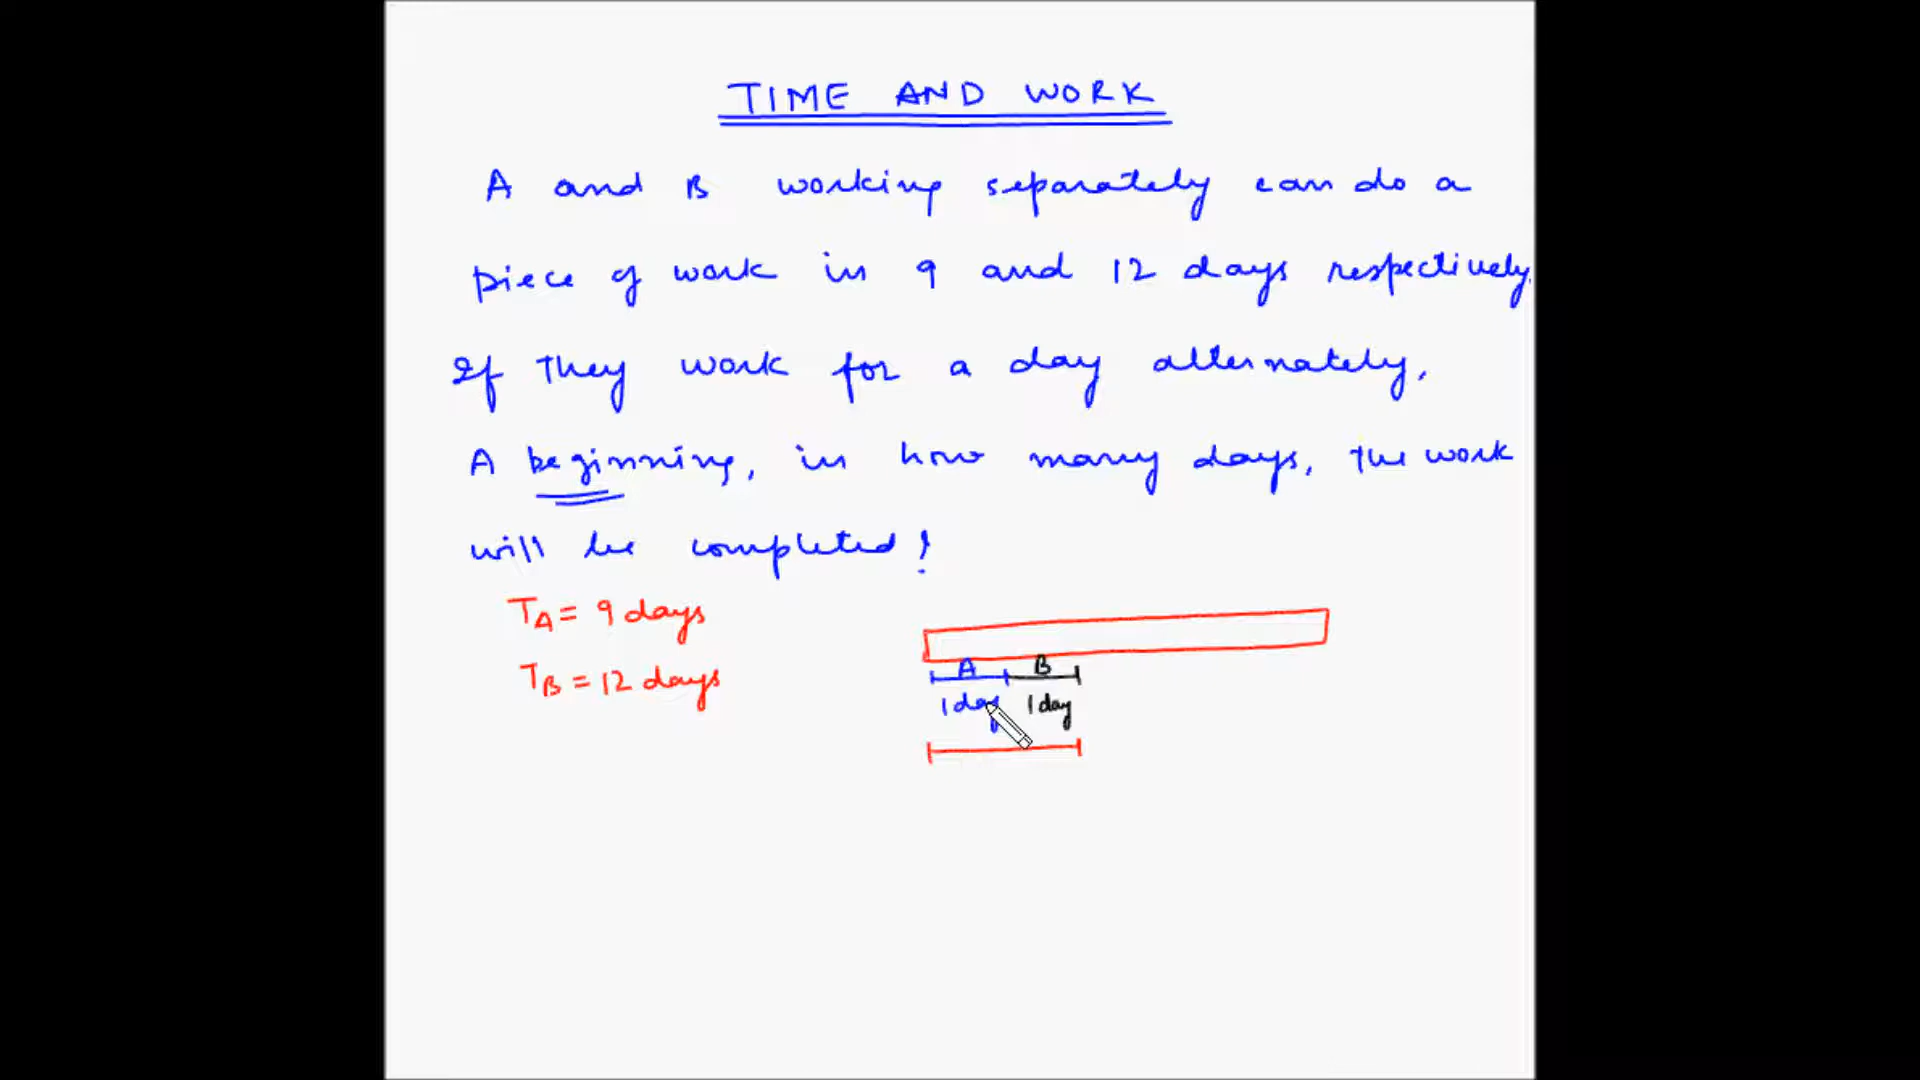 TIME AND WORK
A and B working separately can do a
piece of work in 9 and 12 days respectively.
If they work for a day alternately,
A beginning, in how many days, the work
will be completed?
TA = 9 days
TB = 12 days
A B
1 day 1 day